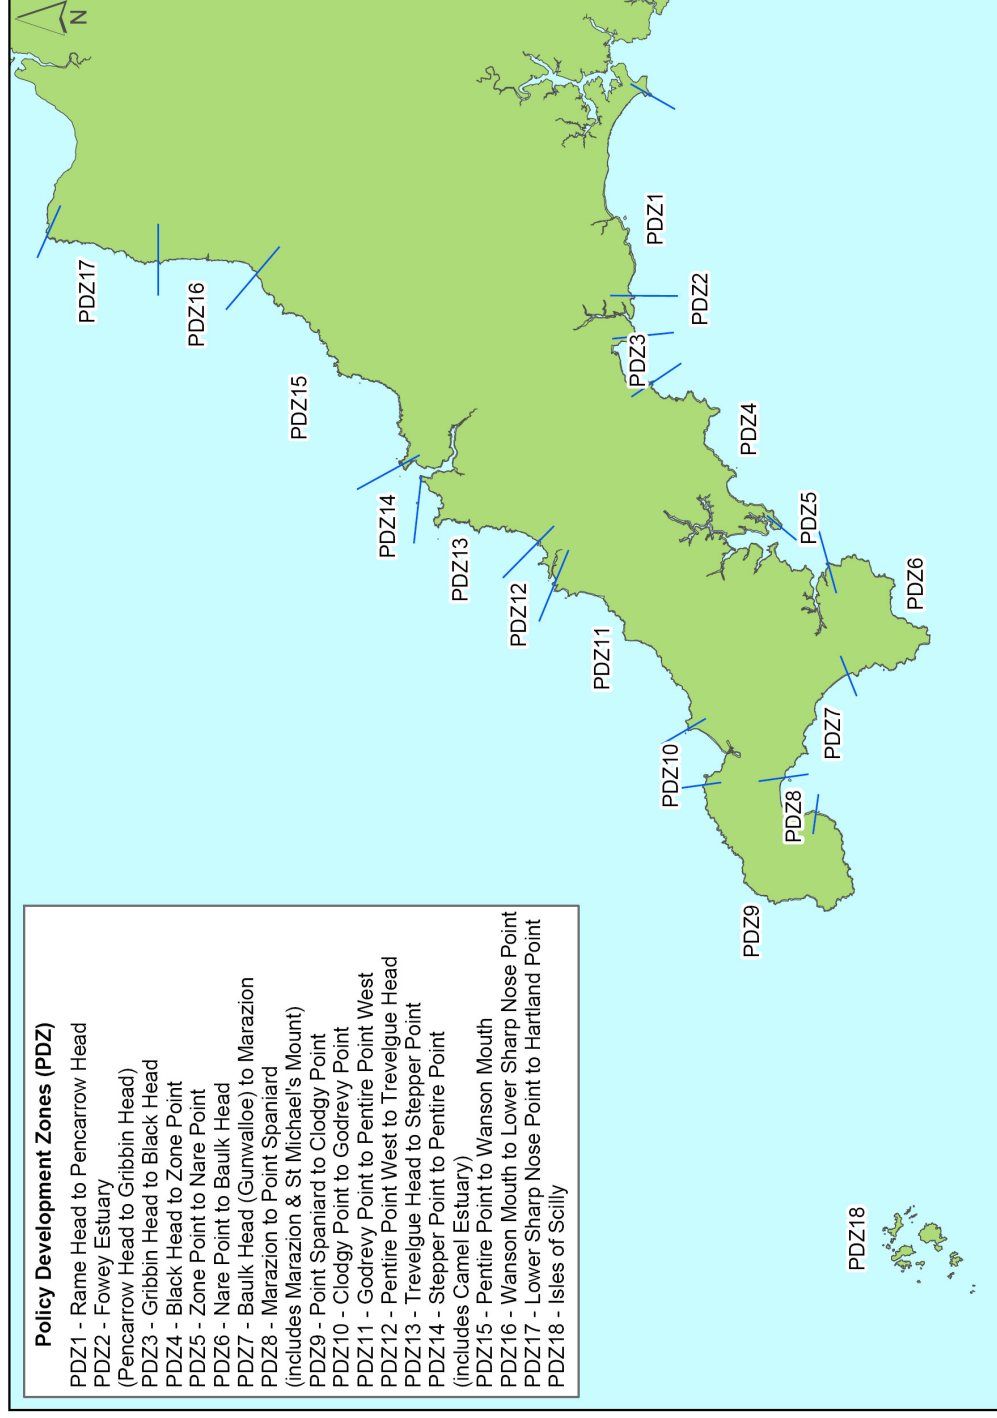 Policy Development Zones (PDZ)
PDZ1 - Rame Head to Pencarrow Head
PDZ2 - Fowey Estuary
(Pencarrow Head to Gribbin Head)
PDZ3 - Gribbin Head to Black Head
PDZ4 - Black Head to Zone Point
PDZ5 - Zone Point to Nare Point
PDZ6 - Nare Point to Baulk Head
PDZ7 - Baulk Head (Gunwalloe) to Marazion
PDZ8 - Marazion to Point Spaniard
(includes Marazion & St Michael's Mount)
PDZ9 - Point Spaniard to Clodgy Point
PDZ10 - Clodgy Point to Godrevy Point
PDZ11 - Godrevy Point to Pentire Point West
PDZ12 - Pentire Point West to Trevelgue Head
PDZ13 - Trevelgue Head to Stepper Point
PDZ14 - Stepper Point to Pentire Point
(includes Camel Estuary)
PDZ15 - Pentire Point to Wanson Mouth
PDZ16 - Wanson Mouth to Lower Sharp Nose Point
PDZ17 - Lower Sharp Nose Point to Hartland Point
PDZ18 - Isles of Scilly
N
PDZ17
PDZ16
PDZ15
PDZ14
PDZ13
PDZ12
PDZ11
PDZ10
PDZ9
PDZ8
PDZ7
PDZ6
PDZ5
PDZ4
PDZ3
PDZ2
PDZ1
PDZ18